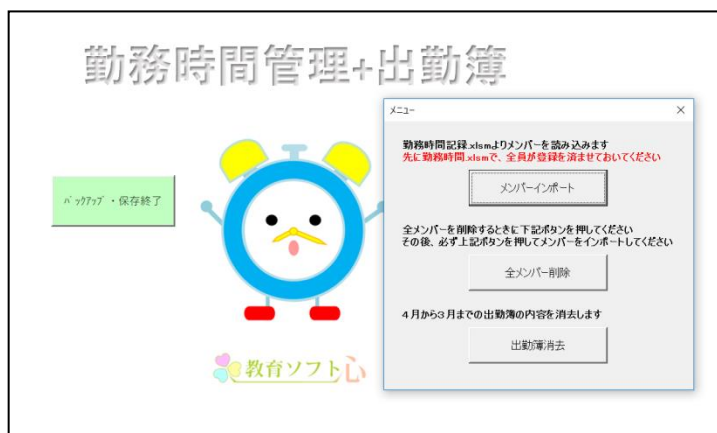 勤務時間管理+出勤簿
メニュー
勤務時間記録.xlsmよりメンバーを読み込みます
先に勤務時間.xlsmで、全員が登録を済ませておいてください
メンバーインポート
バックアップ・保存終了
全メンバーを削除するときに下記ボタンを押してください
その後、必ず上記ボタンを押してメンバーをインポートしてください
全メンバー削除
4月から3月までの出勤簿の内容を消去します
出勤簿消去
教育ソフト心